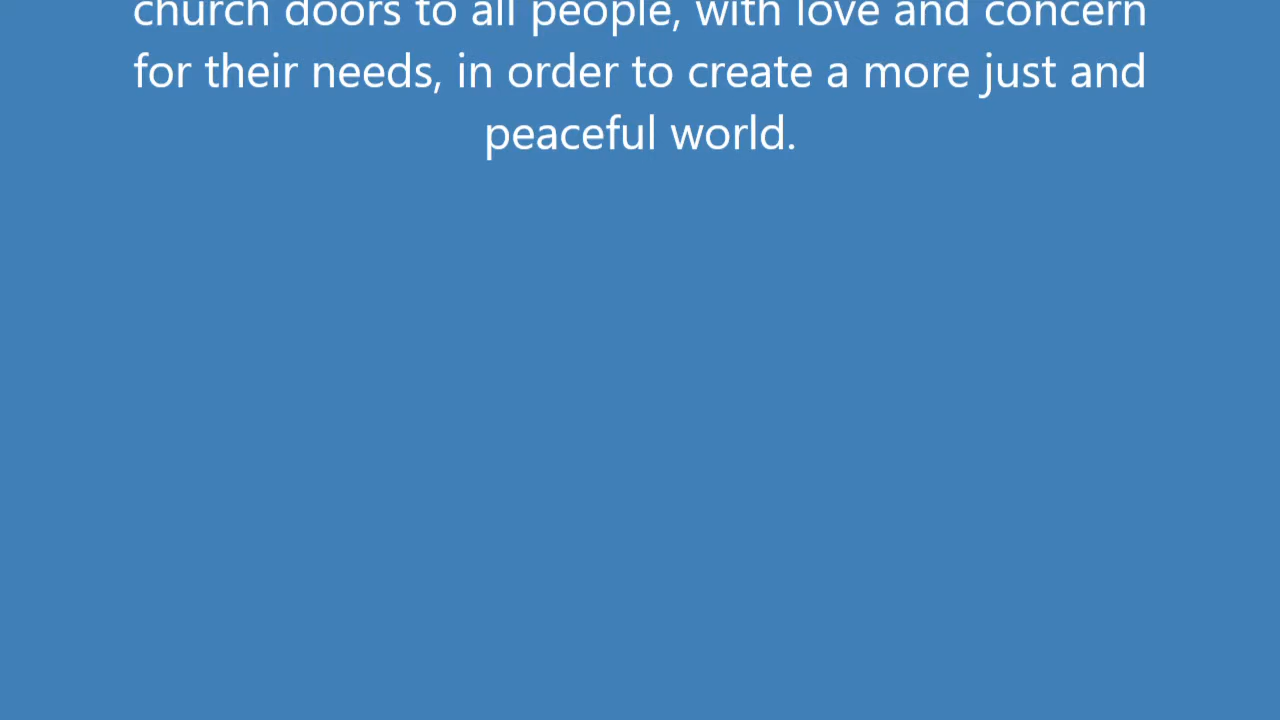 church doors to all people, with love and concern
for their needs, in order to create a more just and
peaceful world.